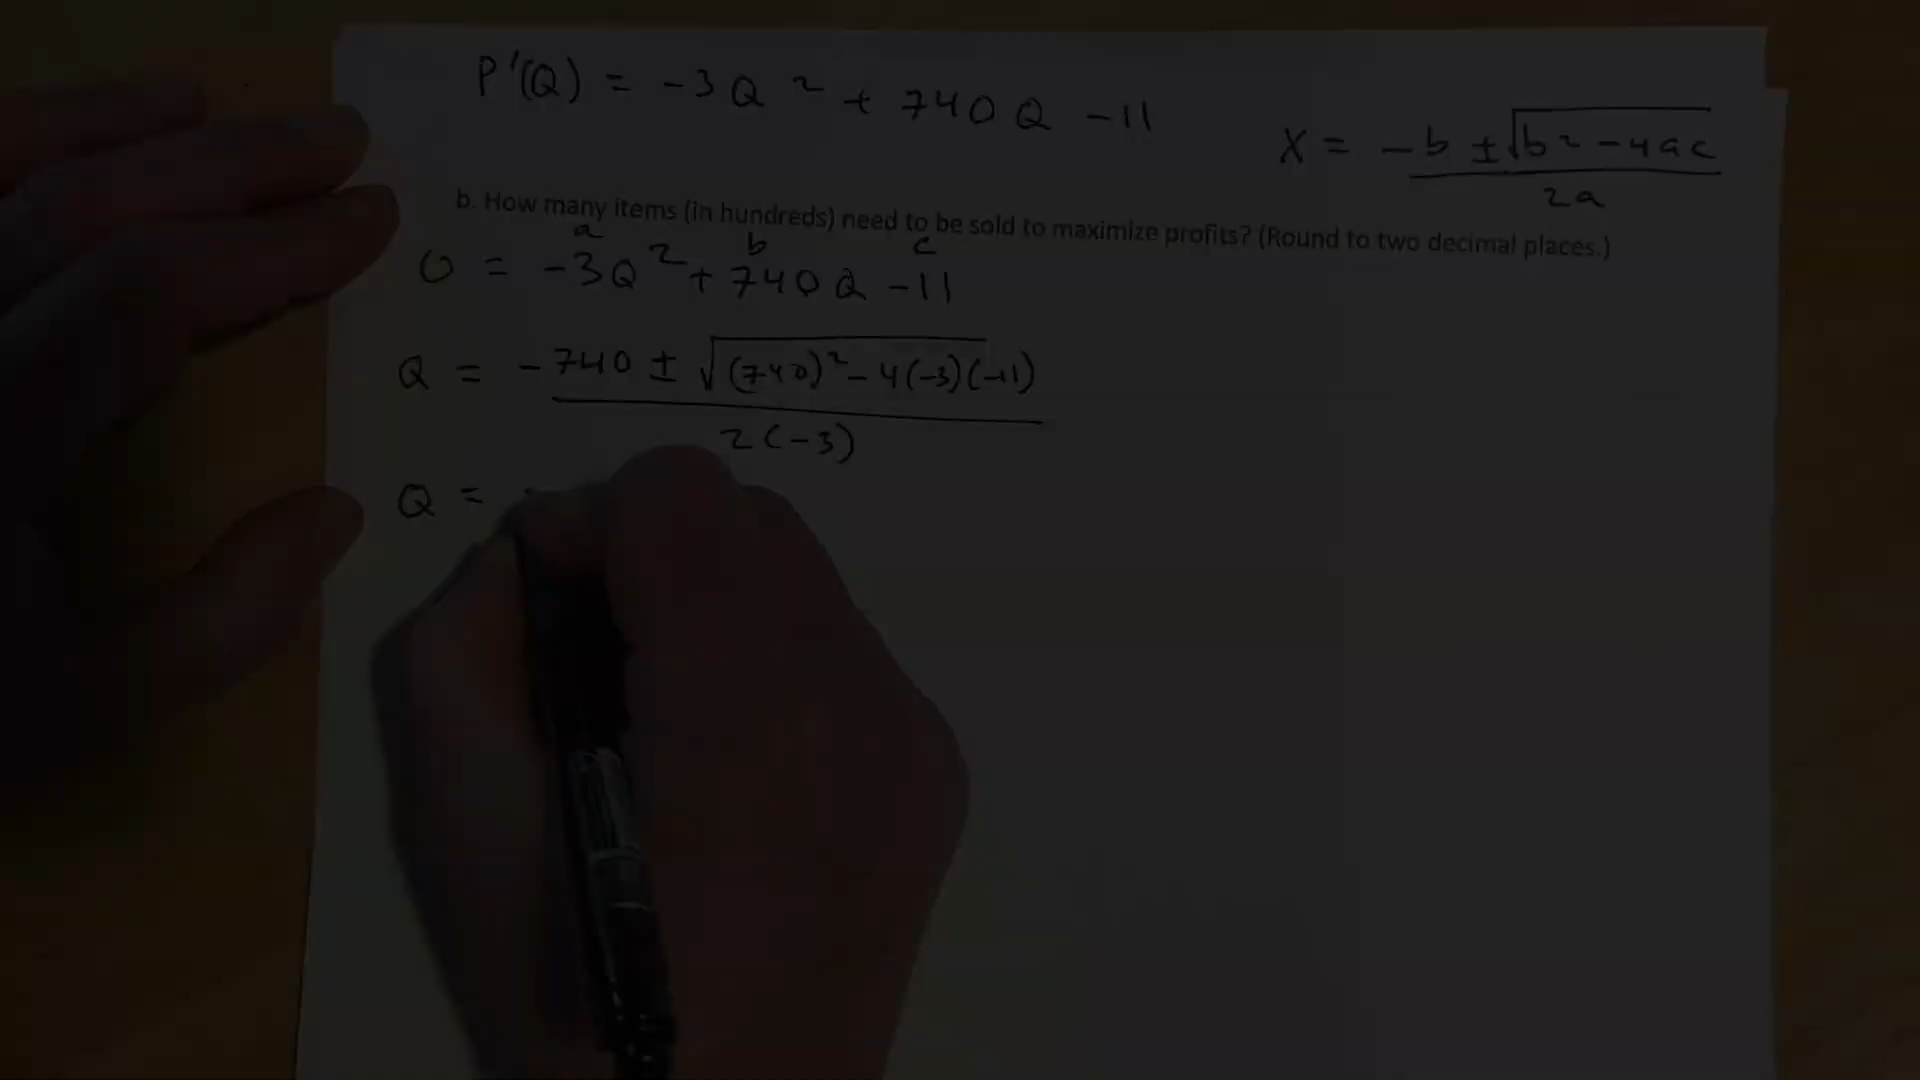 P'(Q) = -3Q² + 740Q - 11
X = -b ± √b² - 4ac / 2a
b. How many items (in hundreds) need to be sold to maximize profits? (Round to two decimal places.)
a b c
0 = -3Q² + 740Q - 11
Q = -740 ± √(740)² - 4(-3)(-11) / 2(-3)
Q =